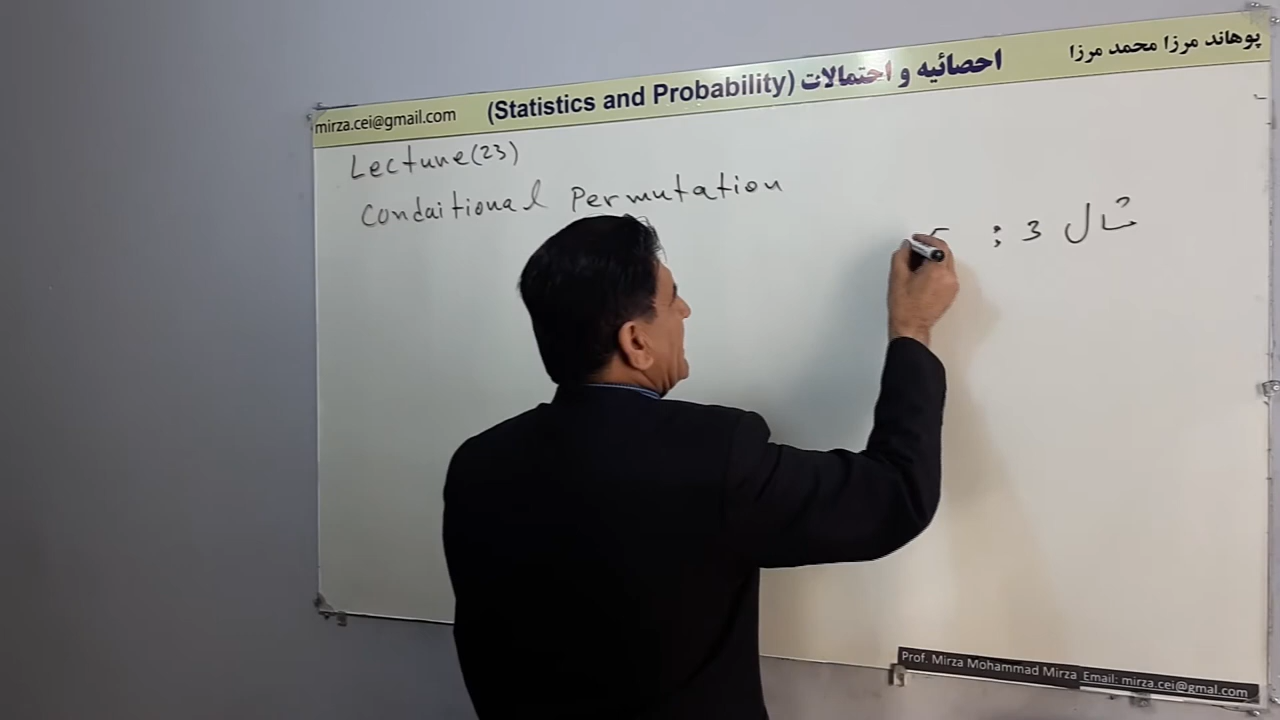 mirza.cei@gmail.com (Statistics and Probability) احصائیه و احتمالات پوهاند مرزا محمد مرزا
Lecture(23)
Condaitional Permutation
مثال 3 :
Prof. Mirza Mohammad Mirza Email: mirza.cei@gmal.com